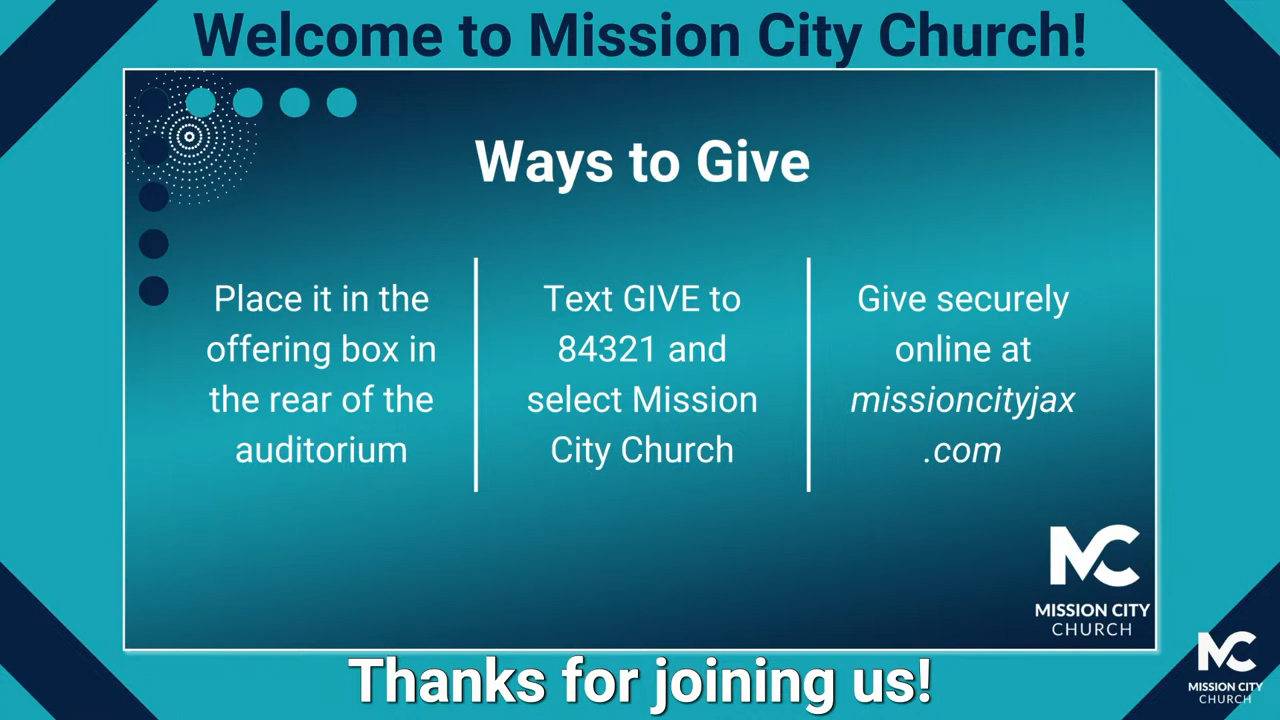 Welcome to Mission City Church!
Ways to Give
Place it in the
offering box in
the rear of the
auditorium
Text GIVE to
84321 and
select Mission
City Church
Give securely
online at
missioncityjax
.com
MC
MISSION CITY
CHURCH
Thanks for joining us!
MC
MISSION CITY
CHURCH